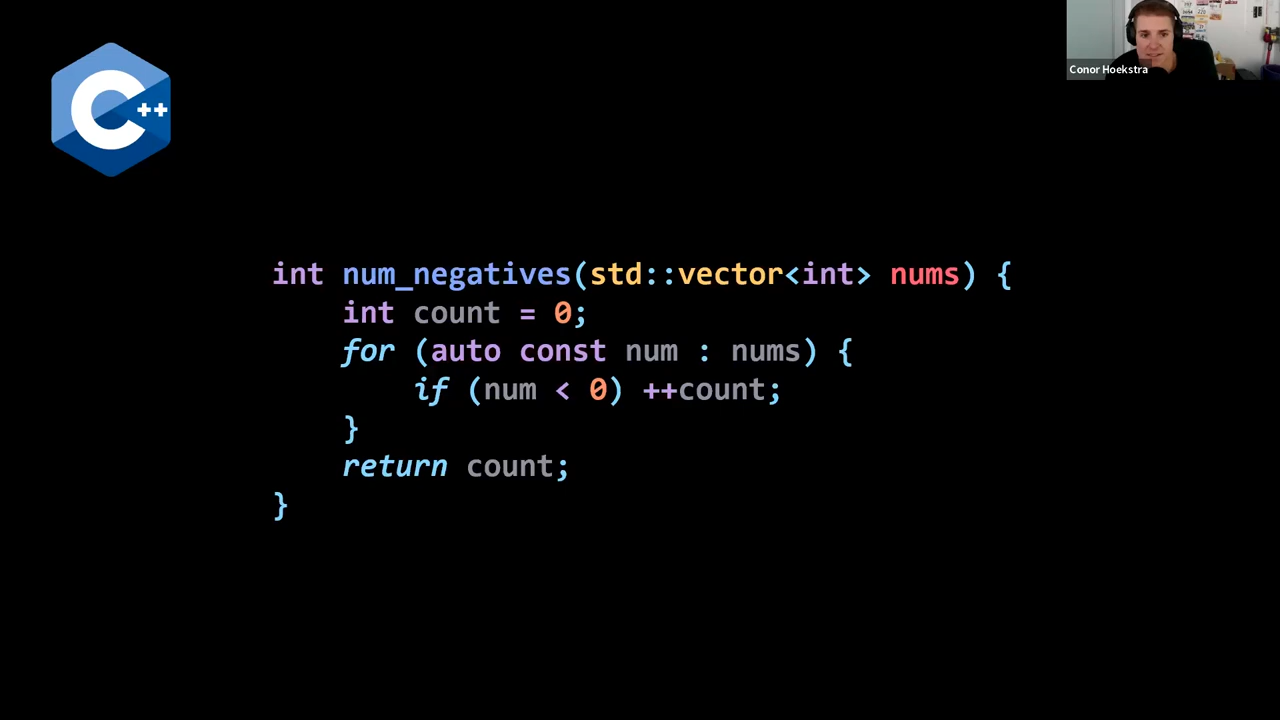 C++
Conor Hoekstra
int num_negatives(std::vector<int> nums) {
    int count = 0;
    for (auto const num : nums) {
        if (num < 0) ++count;
    }
    return count;
}